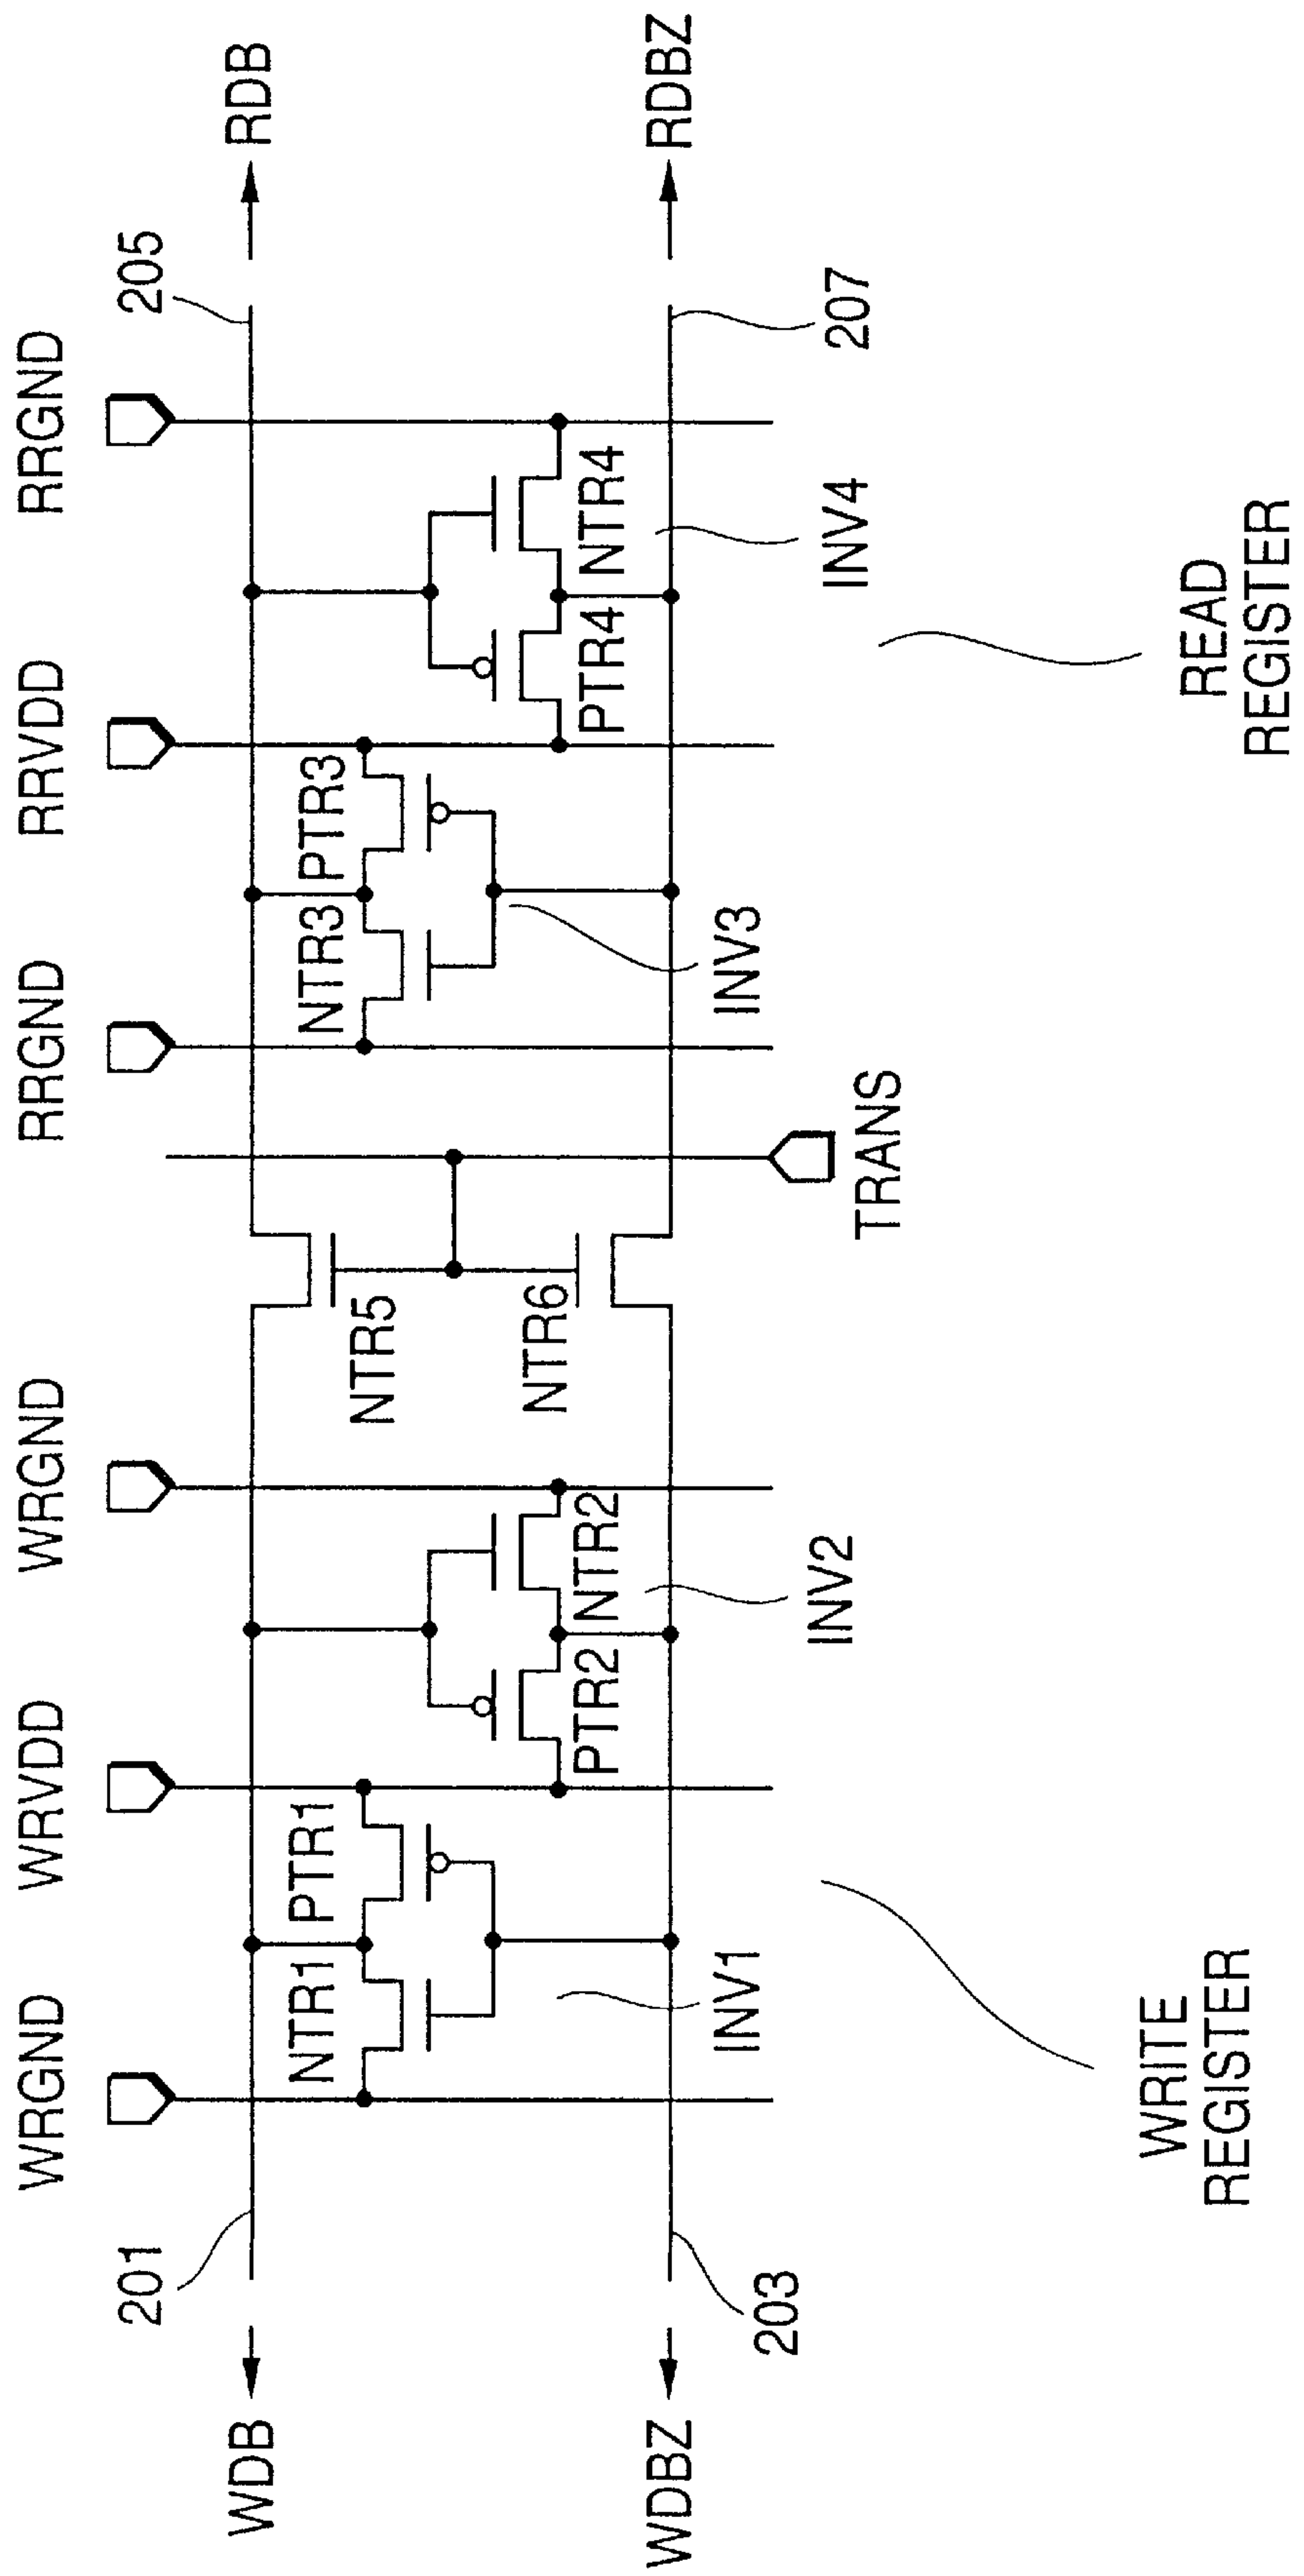 WRGND
WRVDD
WRGND
RRGND
RRVDD
RRGND
201
205
WDB
RDB
NTR1
PTR1
NTR3
PTR3
NTR5
NTR6
PTR2
NTR2
PTR4
NTR4
WDBZ
RDBZ
203
207
INV1
INV2
INV3
INV4
TRANS
WRITE
REGISTER
READ
REGISTER